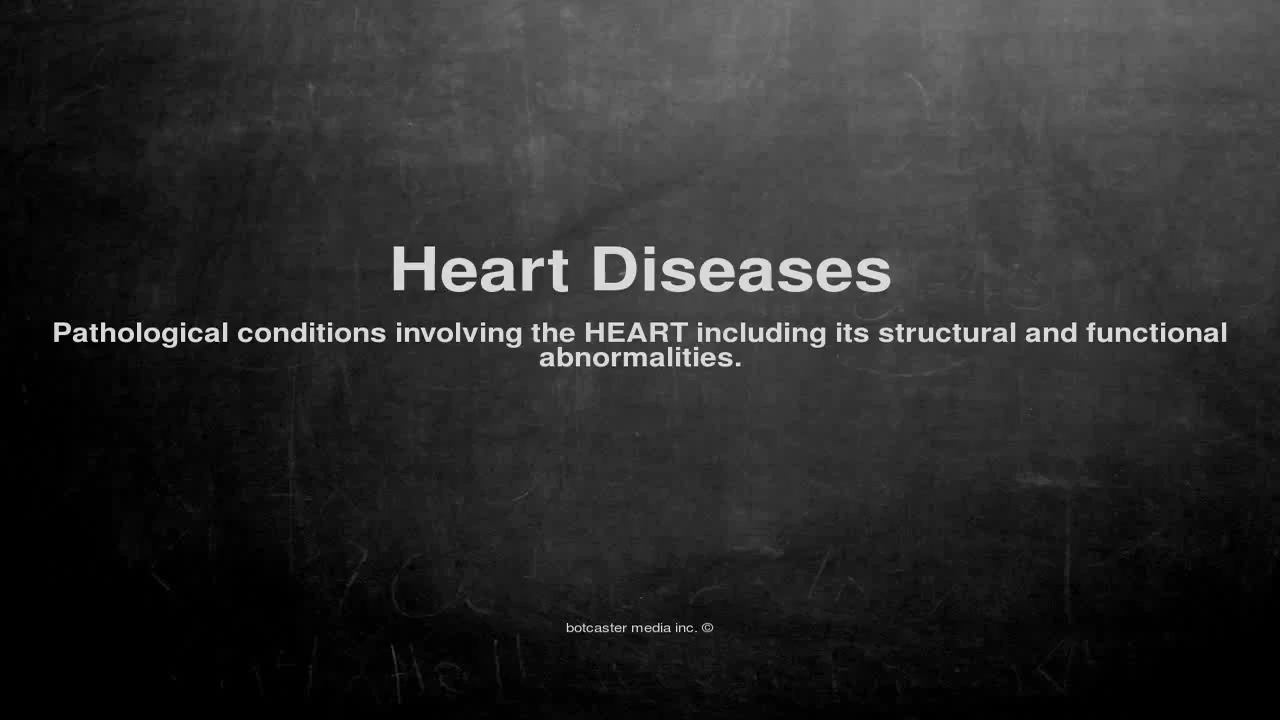 Heart Diseases
Pathological conditions involving the HEART including its structural and functional
abnormalities.
botcaster media inc. ©